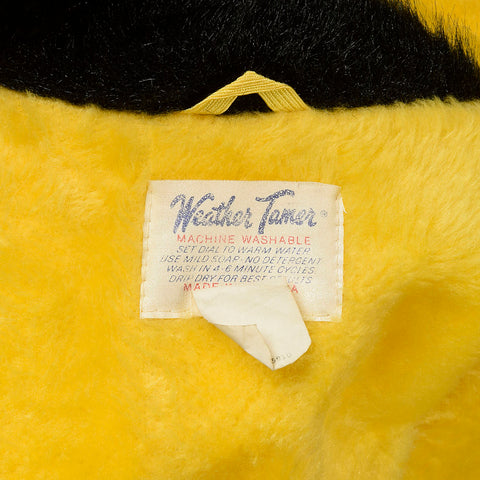 Weather Tamer®
MACHINE WASHABLE
SET DIAL TO WARM WATER
USE MILD SOAP - NO DETERGENT
WASH IN 4-6 MINUTE CYCLES
DRIP DRY FOR BEST
MADE